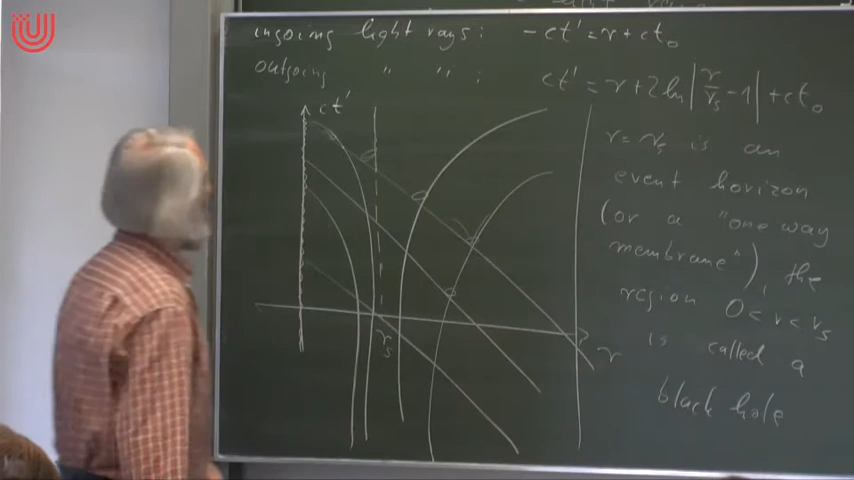 ingoing light rays: -ct' = r + ct₀
outgoing " " : ct' = r + 2 ln |r/rₛ - 1| + ct₀
ct'
r = rₛ is an
event horizon
(or a "one way
membrane"), the
region 0 < r < rₛ
is called a
black hole
rₛ
r